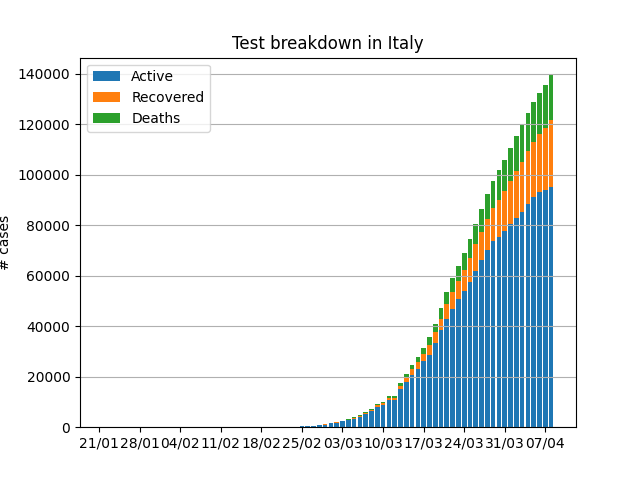 Test breakdown in Italy
Active
Recovered
Deaths
# cases
140000
120000
100000
80000
60000
40000
20000
0
21/01 28/01 04/02 11/02 18/02 25/02 03/03 10/03 17/03 24/03 31/03 07/04